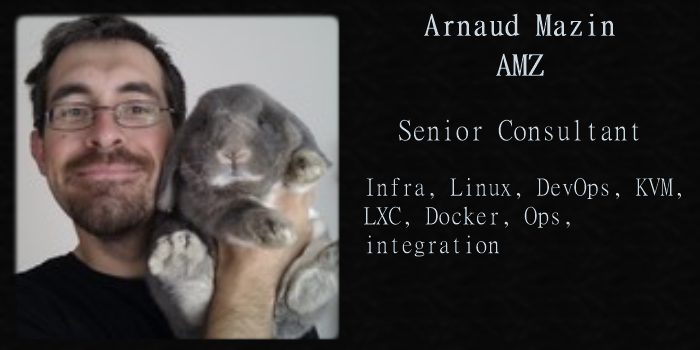 Arnaud Mazin
AMZ
Senior Consultant
Infra, Linux, DevOps, KVM,
LXC, Docker, Ops,
integration